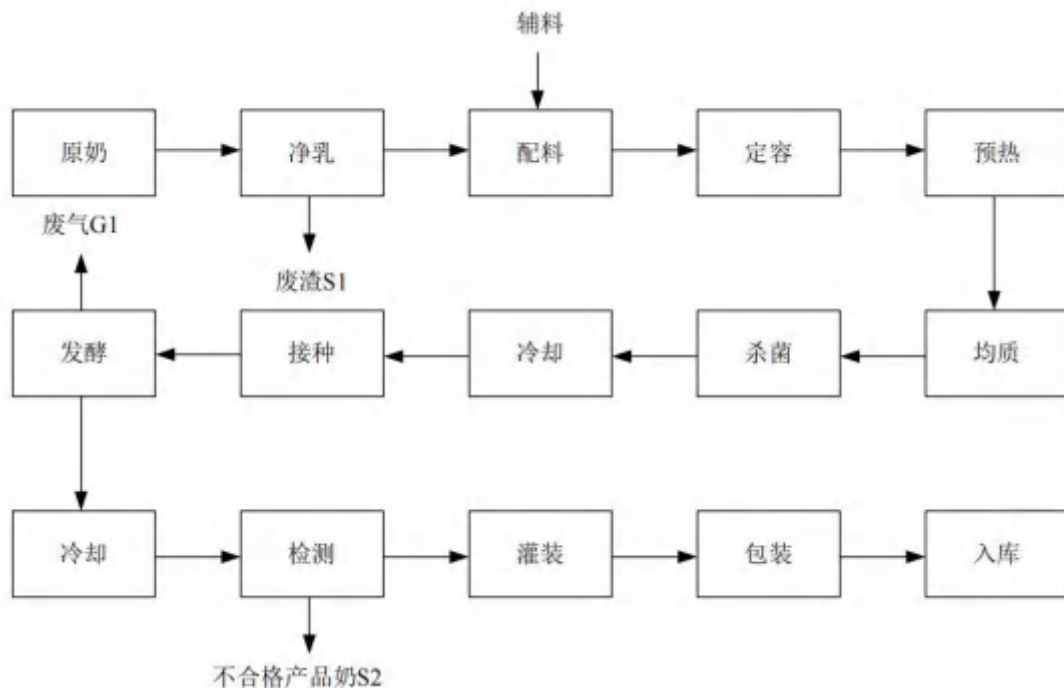 辅料
原奶
净乳
配料
定容
预热
废气G1
废渣S1
发酵
接种
冷却
杀菌
均质
冷却
检测
灌装
包装
入库
不合格产品奶S2